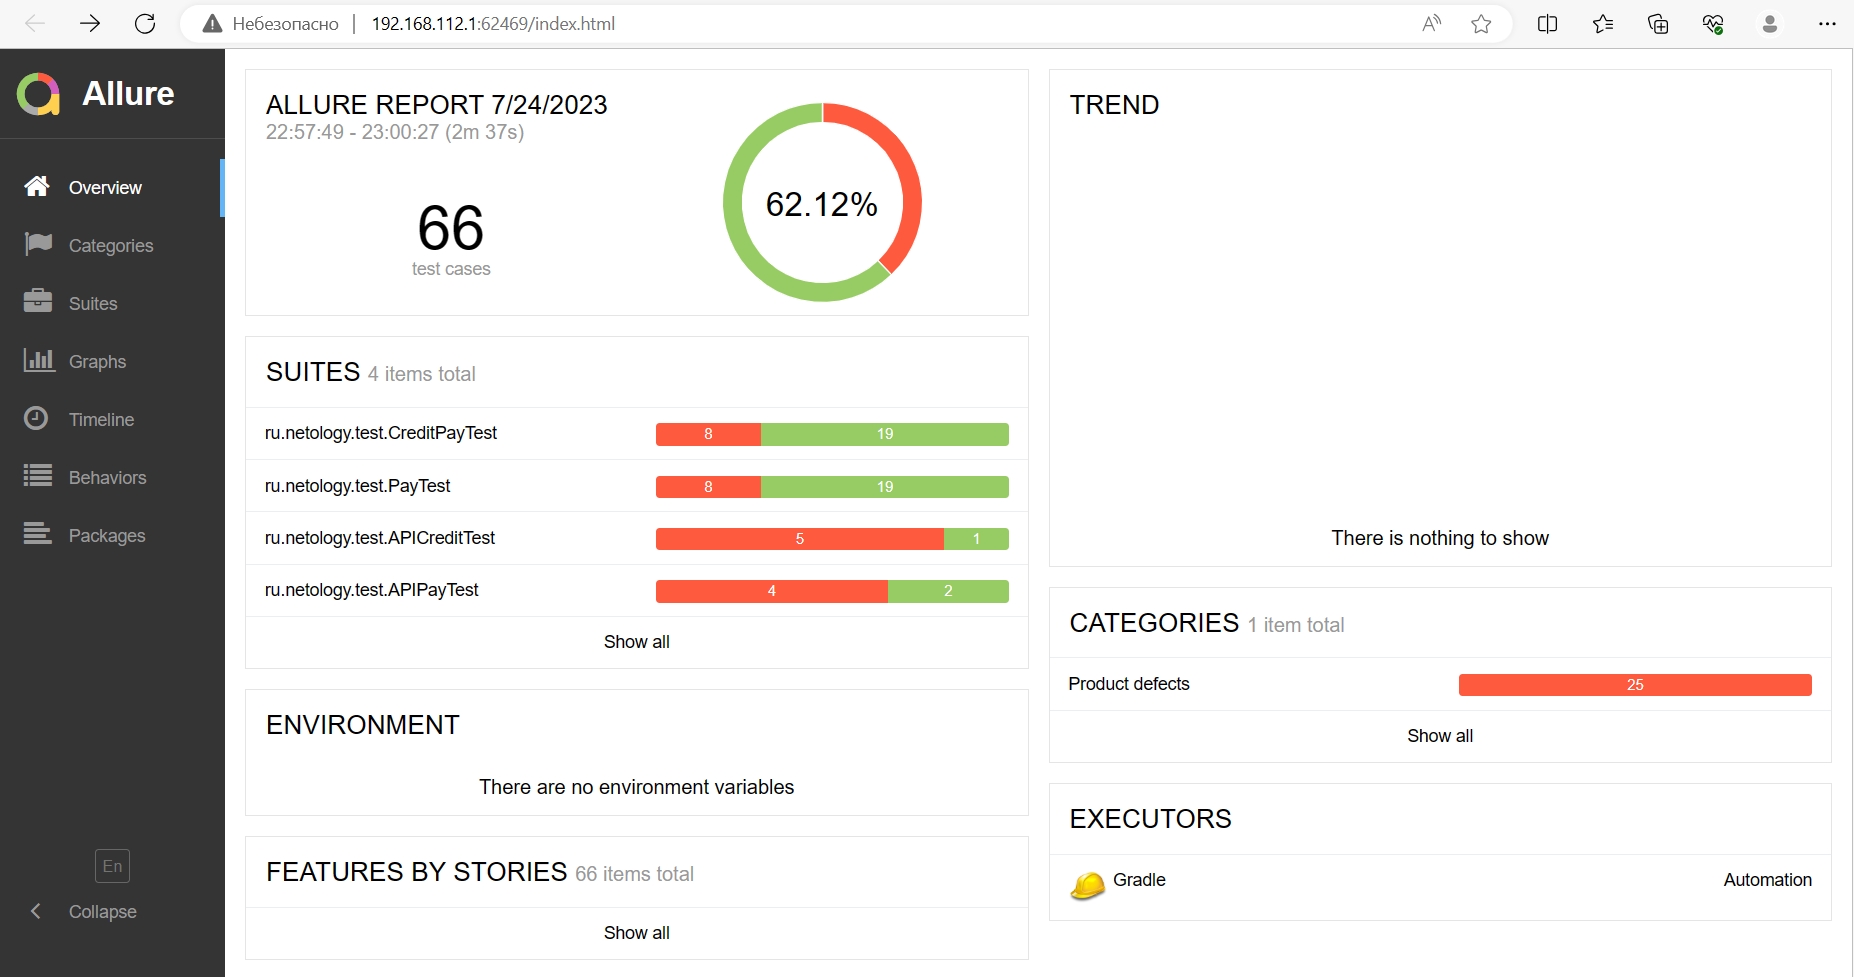 Небезопасно | 192.168.112.1:62469/index.html
Allure
Overview
Categories
Suites
Graphs
Timeline
Behaviors
Packages
En
Collapse
ALLURE REPORT 7/24/2023
22:57:49 - 23:00:27 (2m 37s)
66
test cases
62.12%
SUITES 4 items total
ru.netology.test.CreditPayTest 8 19
ru.netology.test.PayTest 8 19
ru.netology.test.APICreditTest 5 1
ru.netology.test.APIPayTest 4 2
Show all
ENVIRONMENT
There are no environment variables
FEATURES BY STORIES 66 items total
Show all
TREND
There is nothing to show
CATEGORIES 1 item total
Product defects 25
Show all
EXECUTORS
Gradle Automation